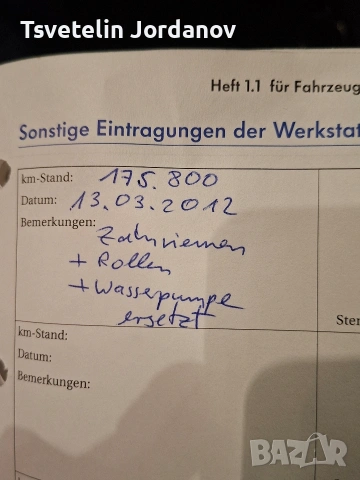 Tsvetelin Jordanov
Heft 1.1 für Fahrzeug
Sonstige Eintragungen der Werkstat
km-Stand: 175.800
Datum: 13.03.2012
Bemerkungen:
Zahnriemen
+ Rollen
+ Wasserpumpe
ersetzt
Ster
km-Stand:
Datum:
Bemerkungen:
BAZAR